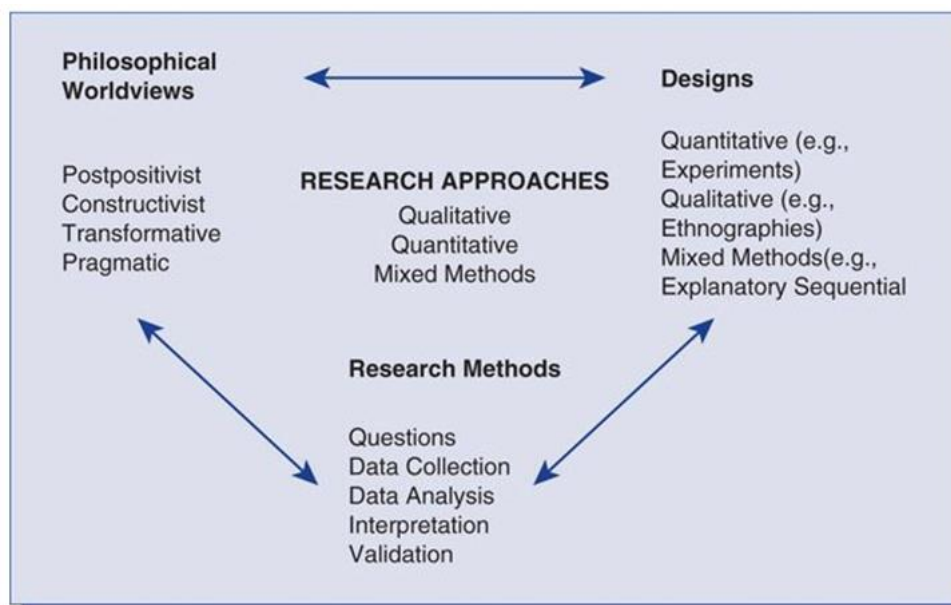 Philosophical
Worldviews
Postpositivist
Constructivist
Transformative
Pragmatic
RESEARCH APPROACHES
Qualitative
Quantitative
Mixed Methods
Designs
Quantitative (e.g.,
Experiments)
Qualitative (e.g.,
Ethnographies)
Mixed Methods(e.g.,
Explanatory Sequential
Research Methods
Questions
Data Collection
Data Analysis
Interpretation
Validation